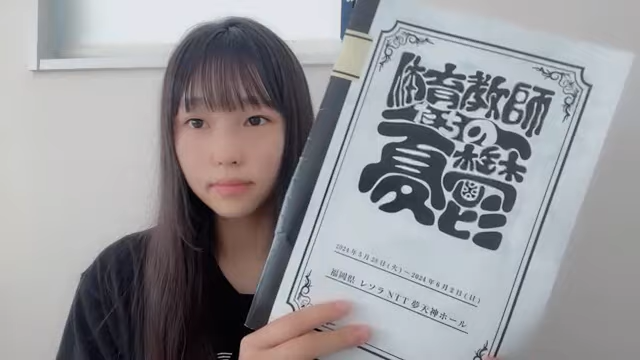 体育教師
たちの
憂鬱
2024年5月28日(火)〜2024年6月2日(日)
福岡県 レソラNTT夢天神ホール